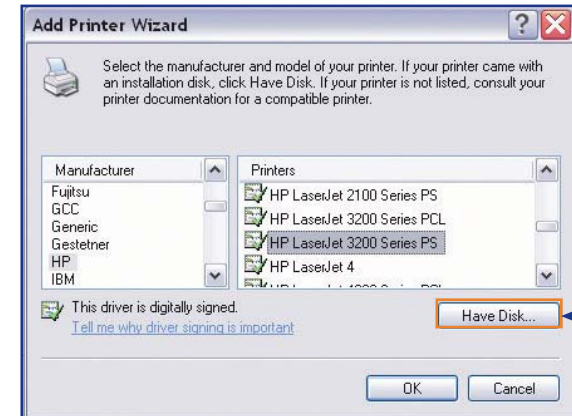 Add Printer Wizard
Select the manufacturer and model of your printer. If your printer came with
an installation disk, click Have Disk. If your printer is not listed, consult your
printer documentation for a compatible printer.
Manufacturer
Fujitsu
GCC
Generic
Gestetner
HP
IBM
Printers
HP LaserJet 2100 Series PS
HP LaserJet 3200 Series PCL
HP LaserJet 3200 Series PS
HP LaserJet 4
This driver is digitally signed.
Tell me why driver signing is important
Have Disk...
OK
Cancel